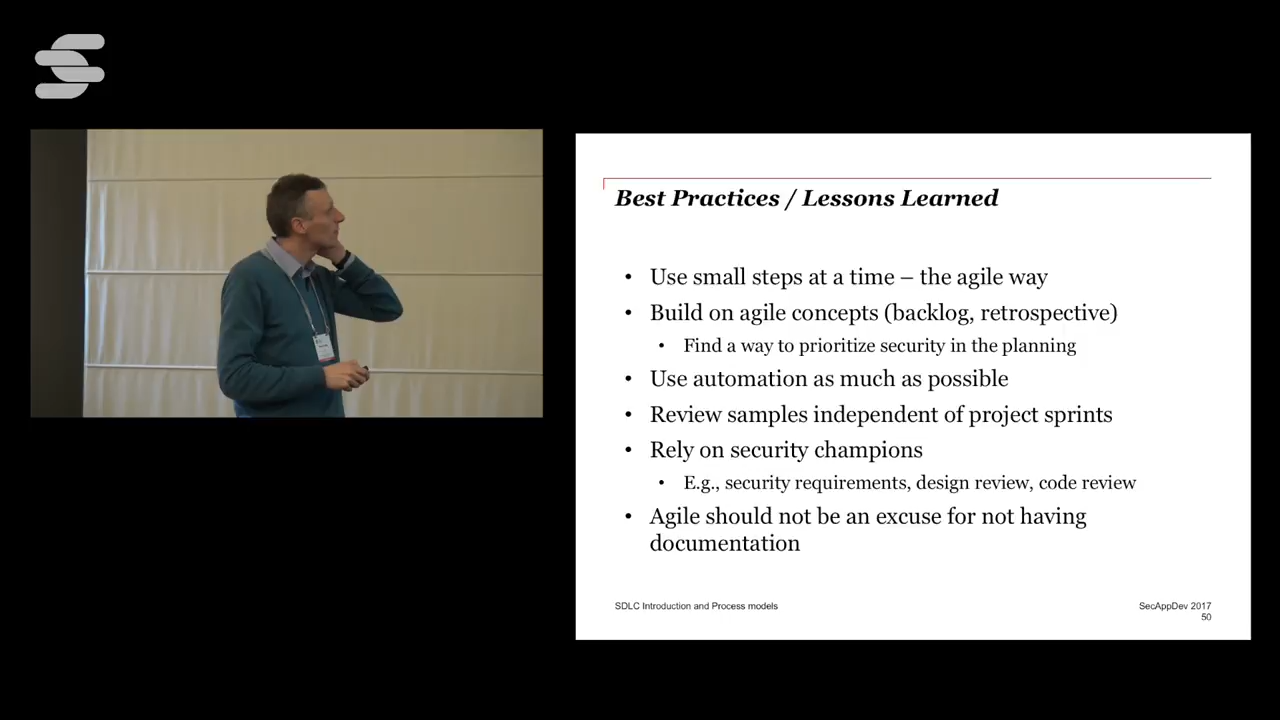 Best Practices / Lessons Learned
• Use small steps at a time – the agile way
• Build on agile concepts (backlog, retrospective)
• Find a way to prioritize security in the planning
• Use automation as much as possible
• Review samples independent of project sprints
• Rely on security champions
• E.g., security requirements, design review, code review
• Agile should not be an excuse for not having
documentation
SDLC Introduction and Process models
SecAppDev 2017
50